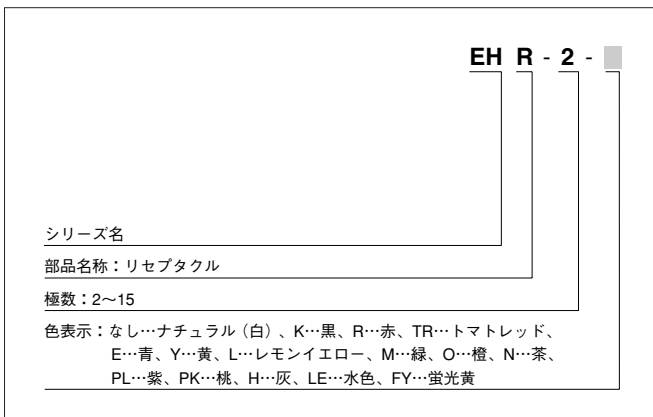 EH R - 2 -
シリーズ名
部品名称：リセプタクル
極数：2〜15
色表示：なし…ナチュラル（白）、K…黒、R…赤、TR…トマトレッド、
E…青、Y…黄、L…レモンイエロー、M…緑、O…橙、N…茶、
PL…紫、PK…桃、H…灰、LE…水色、FY…蛍光黄